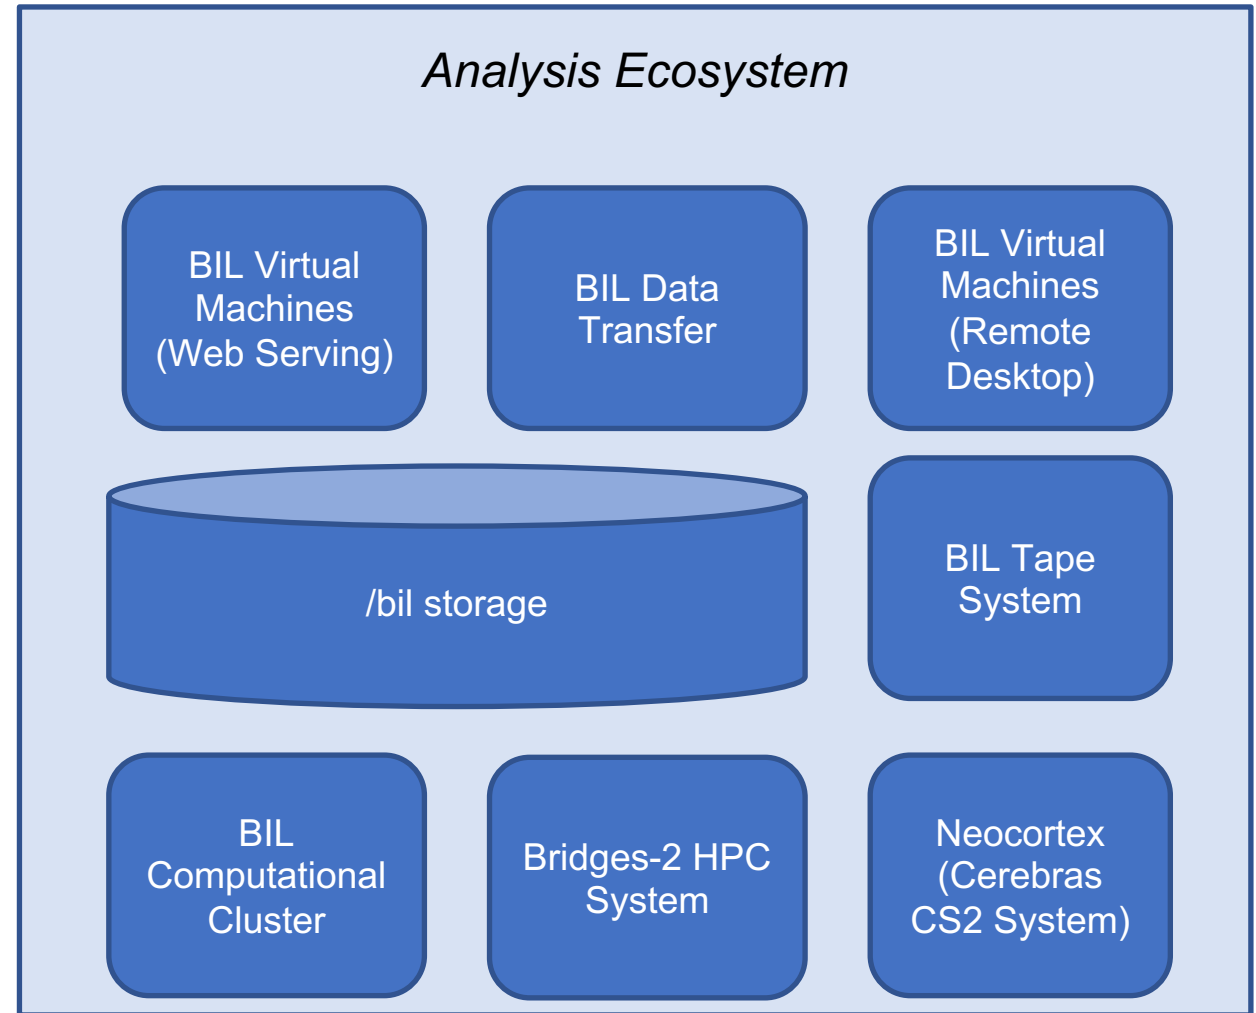 Analysis Ecosystem
BIL Virtual
Machines
(Web Serving)
BIL Data
Transfer
BIL Virtual
Machines
(Remote
Desktop)
/bil storage
BIL Tape
System
BIL
Computational
Cluster
Bridges-2 HPC
System
Neocortex
(Cerebras
CS2 System)